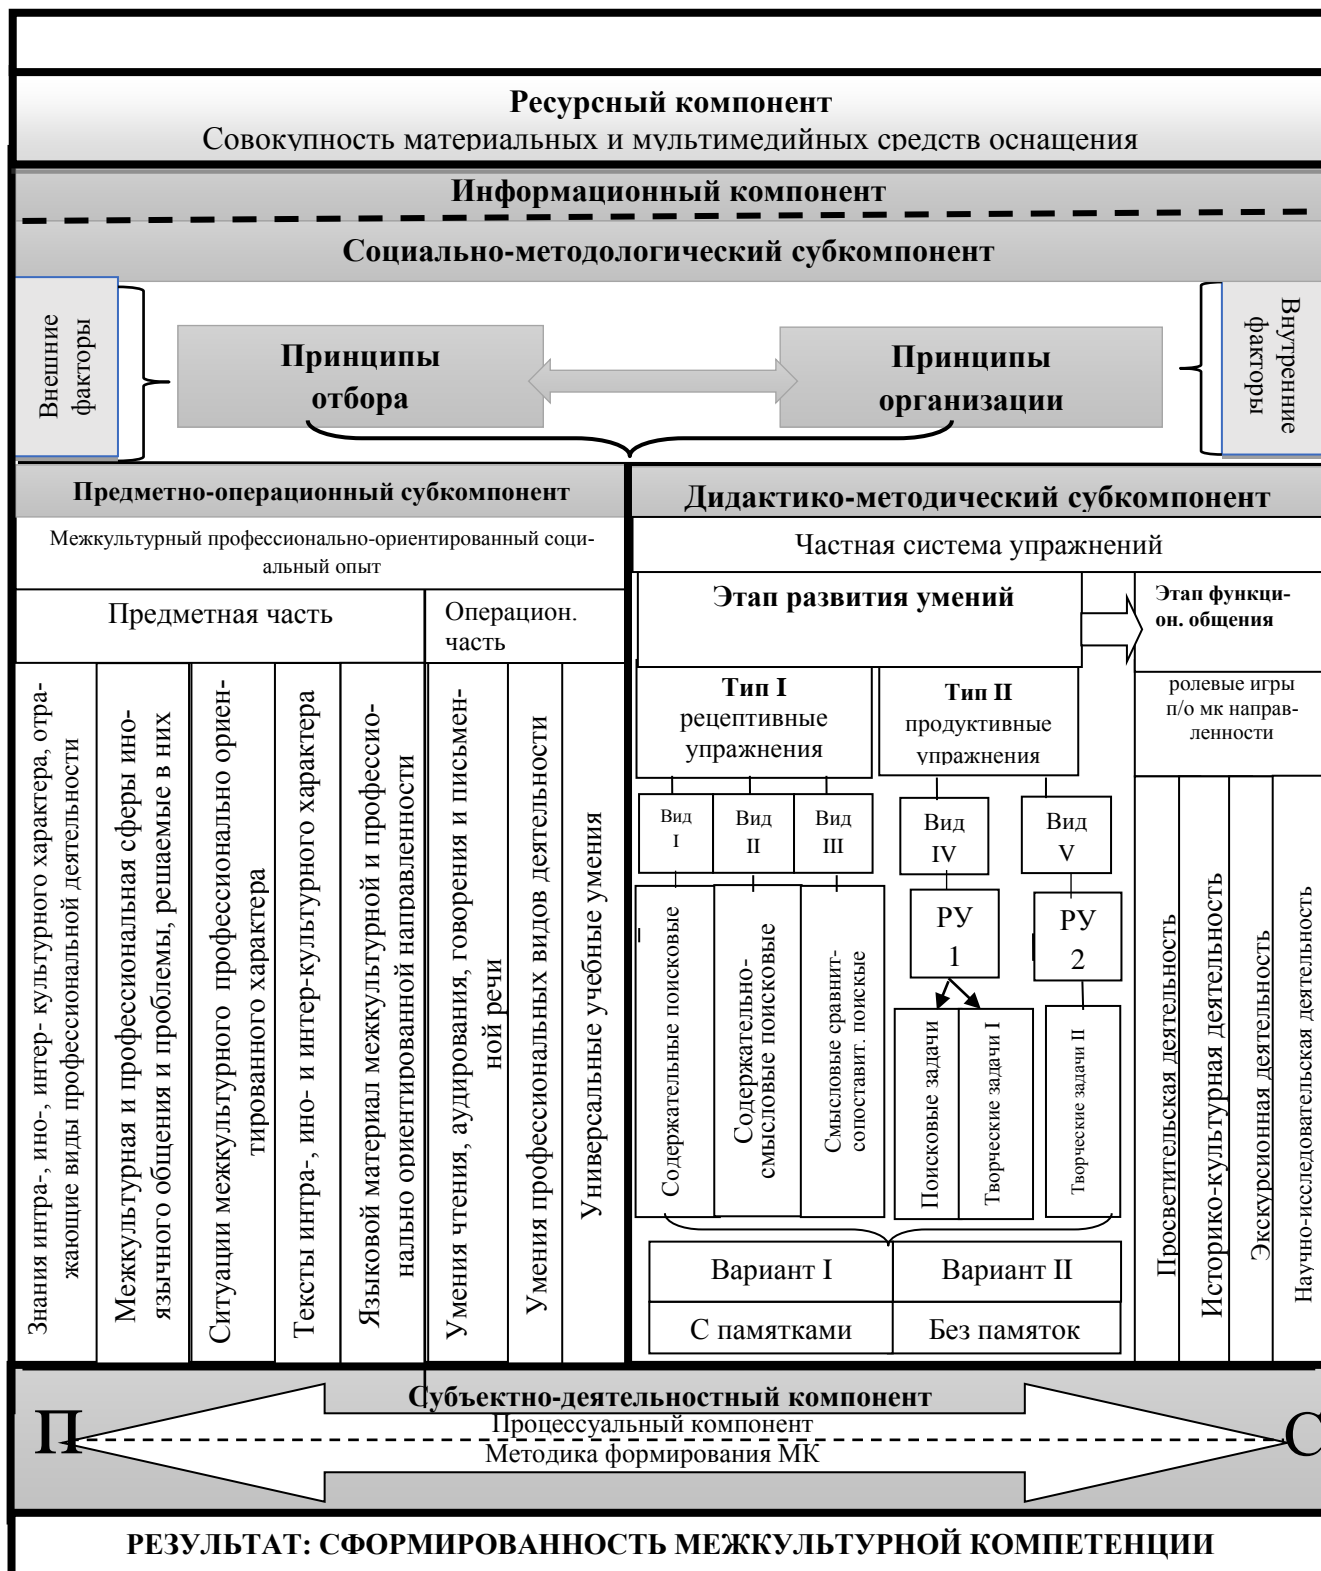 Ресурсный компонент
Совокупность материальных и мультимедийных средств оснащения
Информационный компонент
Социально-методологический субкомпонент
Внешние
факторы
Принципы
отбора
Принципы
организации
Внутренние
факторы
Предметно-операционный субкомпонент
Межкультурный профессионально-ориентированный соци-
альный опыт
Предметная часть
Операцион.
часть
Знания интра-, ино-, интер- культурного характера, отра-
жающие виды профессиональной деятельности
Межкультурная и профессиональная сферы ино-
язычного общения и проблемы, решаемые в них
Ситуации межкультурного профессионально ориен-
тированного характера
Тексты интра-, ино- и интер-культурного характера
Языковой материал межкультурной и профессио-
нально ориентированной направленности
Умения чтения, аудирования, говорения и письмен-
ной речи
Умения профессиональных видов деятельности
Универсальные учебные умения
Дидактико-методический субкомпонент
Частная система упражнений
Этап развития умений
Этап функци-
он. общения
Тип I
рецептивные
упражнения
Тип II
продуктивные
упражнения
ролевые игры
п/о мк направ-
ленности
Вид
I
Вид
II
Вид
III
Вид
IV
Вид
V
РУ
1
РУ
2
Содержательные поисковые
Содержательно-
смысловые поисковые
Смысловые сравнит-
сопоставит. поискые
Поисковые задачи
Творческие задачи I
Творческие задачи II
Просветительская деятельность
Историко-культурная деятельность
Экскурсионная деятельность
Научно-исследовательская деятельность
Вариант I
Вариант II
С памятками
Без памяток
Субъектно-деятельностный компонент
П
Процессуальный компонент
С
Методика формирования МК
РЕЗУЛЬТАТ: СФОРМИРОВАННОСТЬ МЕЖКУЛЬТУРНОЙ КОМПЕТЕНЦИИ